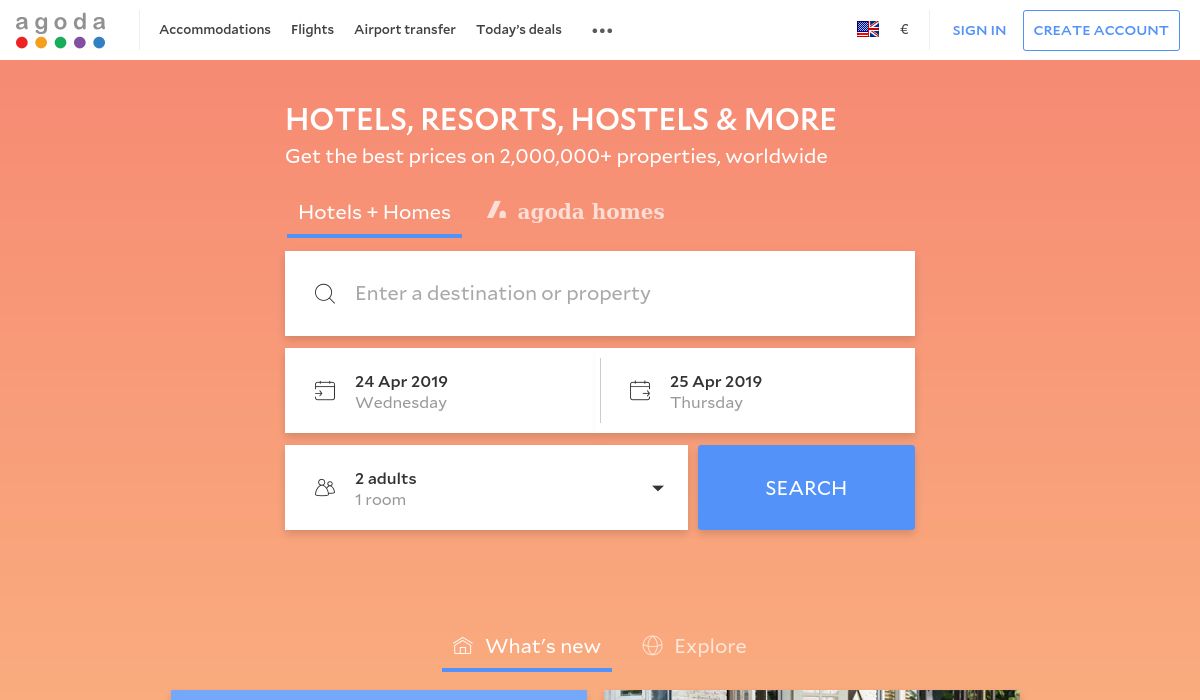 agoda
Accommodations Flights Airport transfer Today's deals ••• € SIGN IN CREATE ACCOUNT
HOTELS, RESORTS, HOSTELS & MORE
Get the best prices on 2,000,000+ properties, worldwide
Hotels + Homes agoda homes
Enter a destination or property
24 Apr 2019 25 Apr 2019
Wednesday Thursday
2 adults
1 room
SEARCH
What's new Explore